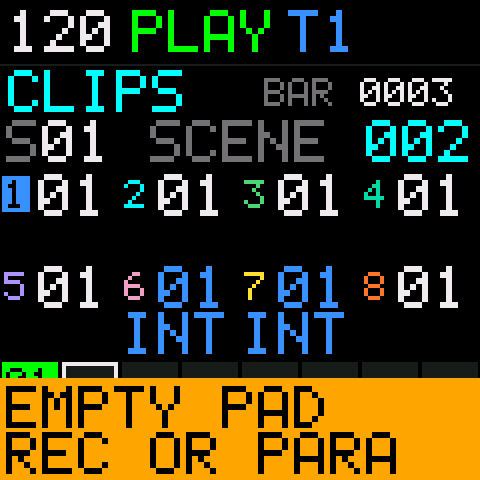 120 PLAY T1
CLIPS BAR 0003
S01 SCENE 002
1 01 2 01 3 01 4 01
5 01 6 01 7 01 8 01
INT INT
01
EMPTY PAD
REC OR PARA